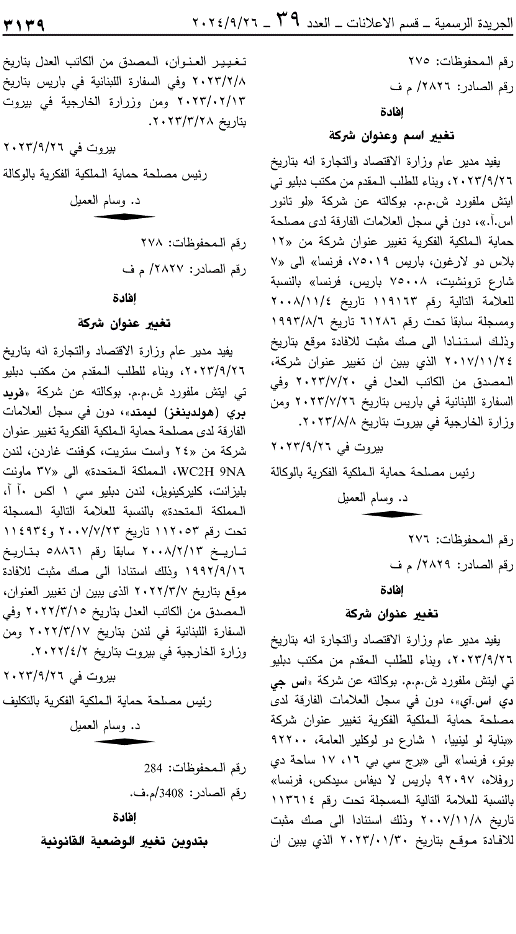 الجريدة الرسمية ــ قسم الاعلانات ــ العدد ٣٩ ــ ٢٠٢٤/٩/٢٦
٣١٣٩
رقم المحفوظات: ٢٧٥
رقم الصادر: ٢٨٢٦/ م ف
إفادة
تغيير اسم وعنوان شركة
يفيد مدير عام وزارة الاقتصاد والتجارة انه بتاريخ
٢٠٢٣/٩/٢٦، وبناء للطلب المقدم من مكتب دبليو تي
ايتش ملفورد ش.م.م. بوكالته عن شركة «لو تانور
اس.آ.»، دون في سجل العلامات الفارقة لدى مصلحة
حماية الملكية الفكرية تغيير عنوان شركة من «١٢
بلاس دو لارغون، باريس ٧٥٠١٩، فرنسا» الى «٧
شارع ترونشيت، ٧٥٠٠٨ باريس، فرنسا» بالنسبة
للعلامة التالية رقم ١١٩١٦٣ تاريخ ٢٠٠٨/١١/٤
ومسجلة سابقا تحت رقم ٦١٢٨٦ تاريخ ١٩٩٣/٨/٦
وذلك استنادا الى صك مثبت للافادة موقع بتاريخ
٢٠١٧/١١/٢٤ الذي يبين ان تغيير عنوان شركة،
المصدق من الكاتب العدل في ٢٠٢٣/٧/٢٠ وفي
السفارة اللبنانية في باريس ٢٠٢٣/٧/٢٦ ومن
وزارة الخارجية في بيروت بتاريخ ٢٠٢٣/٨/٨.
بيروت في ٢٠٢٣/٩/٢٦
رئيس مصلحة حماية الملكية الفكرية بالوكالة
د. وسام العميل
رقم المحفوظات: ٢٧٦
رقم الصادر: ٢٨٢٩/ م ف
إفادة
تغيير عنوان شركة
يفيد مدير عام وزارة الاقتصاد والتجارة انه بتاريخ
٢٠٢٣/٩/٢٦، وبناء للطلب المقدم من مكتب دبليو
تي ايتش ملفورد ش.م.م. بوكالته عن شركة «أس جي
دي أس.آي»، دون في سجل العلامات الفارقة لدى
مصلحة حماية الملكية الفكرية تغيير عنوان شركة
«بناية لو لينييا، ١ شارع دو لوكلير العامة، ٩٢٢٠٠
بوتو، فرنسا» الى «برج سي بي ١٦، ١٧ ساحة دي
روفلاه، ٩٢٠٩٧ باريس لا ديفاس سيدكس، فرنسا»
بالنسبة للعلامة التالية المسجلة تحت رقم ١١٣٦١٤
تاريخ ٢٠٠٧/١١/٨ وذلك استنادا الى صك مثبت
للافادة موقع بتاريخ ٢٠٢٣/٠١/٣٠ الذي يبين ان
تغيير العنوان، المصدق من الكاتب العدل بتاريخ
٢٠٢٣/٢/٨ وفي السفارة اللبنانية في باريس بتاريخ
٢٠٢٣/٠٢/١٣ ومن وزرارة الخارجية في بيروت
بتاريخ ٢٠٢٣/٣/٢٨.
بيروت في ٢٠٢٣/٩/٢٦
رئيس مصلحة حماية الملكية الفكرية بالوكالة
د. وسام العميل
رقم المحفوظات: ٢٧٨
رقم الصادر: ٢٨٢٧/ م ف
إفادة
تغيير عنوان شركة
يفيد مدير عام وزارة الاقتصاد والتجارة انه بتاريخ
٢٠٢٣/٩/٢٦، وبناء للطلب المقدم من مكتب دبليو
تي ايتش ملفورد ش.م.م. بوكالته عن شركة «فريد
بري (هولدينغز) ليمتد»، دون في سجل العلامات
الفارقة لدى مصلحة حماية الملكية الفكرية تغيير عنوان
شركة من «٢٤ واست ستريت، كوفنت غاردن، لندن
WC2H 9NA، المملكة المتحدة» الى «٣٧ ماونت
بليزانت، كليركينويل، لندن دبليو سي ١ اكس ٠أ آ،
المملكة المتحدة» بالنسبة للعلامة التالية المسجلة
تحت رقم ١١٢٠٥٣ تاريخ ٢٠٠٧/٧/٢٣ و١١٤٩٣٤
تاريخ ٢٠٠٨/٢/١٣ سابقا رقم ٥٨٨٦١ بتاريخ
١٩٩٢/٩/١٦ وذلك استنادا الى صك مثبت للافادة
موقع بتاريخ ٢٠٢٢/٣/٧ الذي يبين ان تغيير العنوان،
المصدق من الكاتب العدل بتاريخ ٢٠٢٢/٣/١٥ وفي
السفارة اللبنانية في لندن بتاريخ ٢٠٢٢/٣/١٧ ومن
وزارة الخارجية في بيروت بتاريخ ٢٠٢٢/٤/٢.
بيروت في ٢٠٢٣/٩/٢٦
رئيس مصلحة حماية الملكية الفكرية بالتكليف
د. وسام العميل
رقم المحفوظات: 284
رقم الصادر: 3408/م.ف.
إفادة
بتدوين تغيير الوضعية القانونية